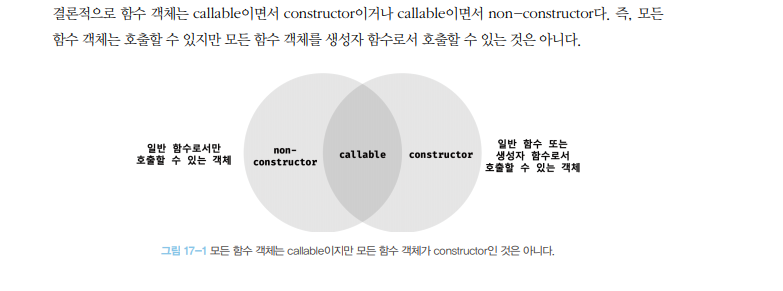 결론적으로 함수 객체는 callable이면서 constructor이거나 callable이면서 non-constructor다. 즉, 모든
함수 객체는 호출할 수 있지만 모든 함수 객체를 생성자 함수로서 호출할 수 있는 것은 아니다.
일반 함수로서만
호출할 수 있는 객체
non-
constructor
callable
constructor
일반 함수 또는
생성자 함수로서
호출할 수 있는 객체
그림 17-1 모든 함수 객체는 callable이지만 모든 함수 객체가 constructor인 것은 아니다.